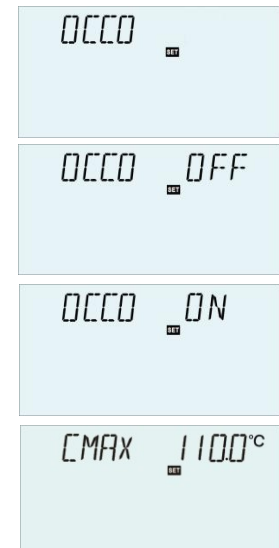 OCCO
SET
OCCO OFF
SET
OCCO ON
SET
CMAX 110.0°C
SET